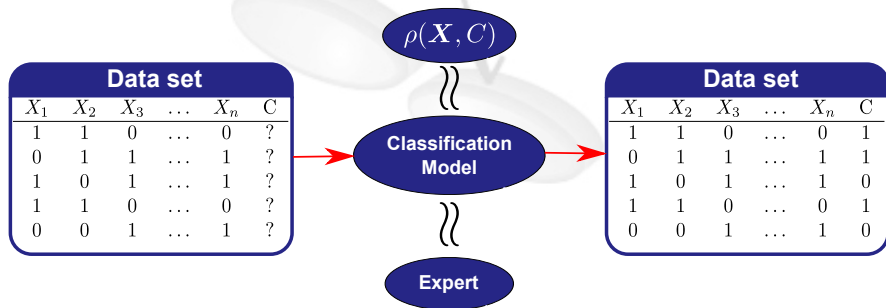 ρ(X, C)
Data set
X₁ X₂ X₃ … Xₙ C
1 1 0 … 0 ?
0 1 1 … 1 ?
1 0 1 … 1 ?
1 1 0 … 0 ?
0 0 1 … 1 ?
Classification
Model
Expert
Data set
X₁ X₂ X₃ … Xₙ C
1 1 0 … 0 1
0 1 1 … 1 1
1 0 1 … 1 0
1 1 0 … 0 1
0 0 1 … 1 0